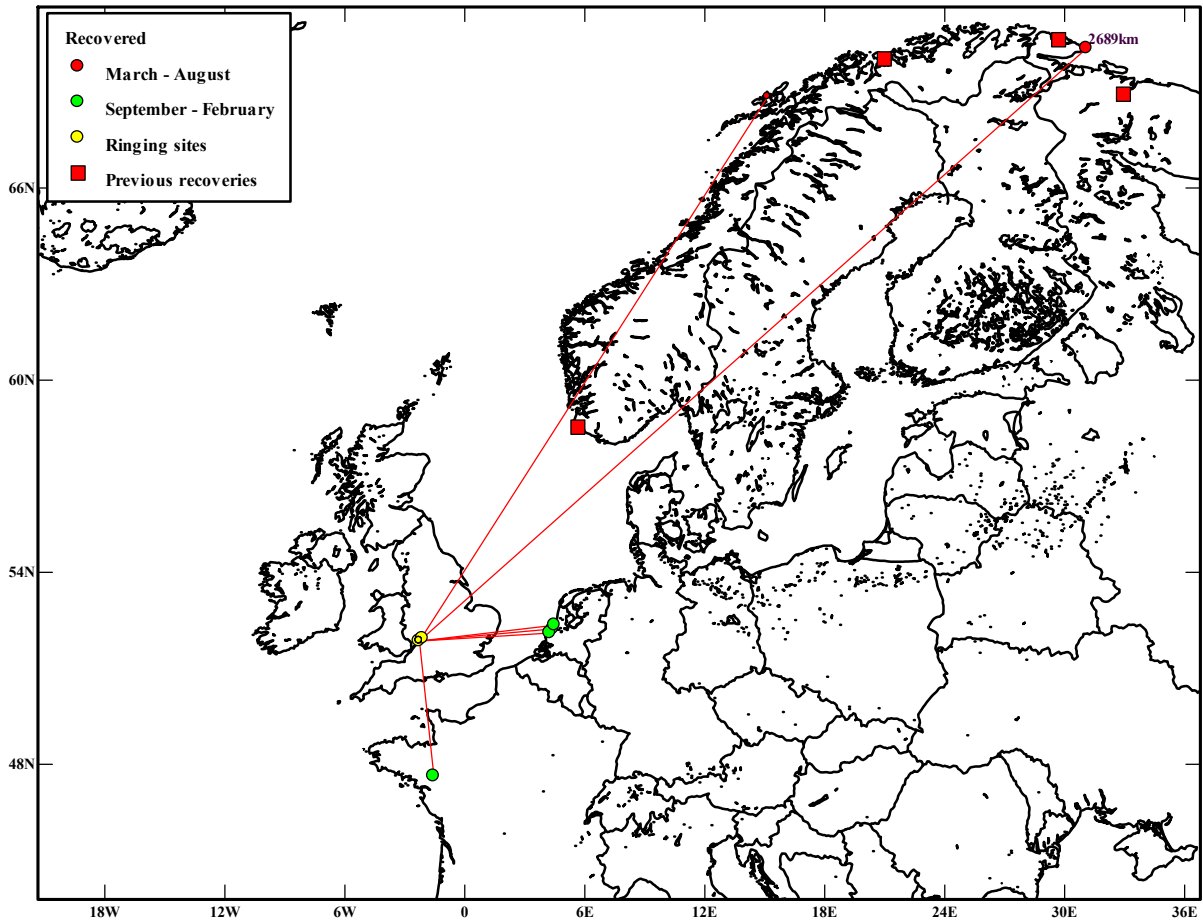 Recovered
March - August
September - February
Ringing sites
Previous recoveries
2689km
66N
60N
54N
48N
18W
12W
6W
0
6E
12E
18E
24E
30E
36E